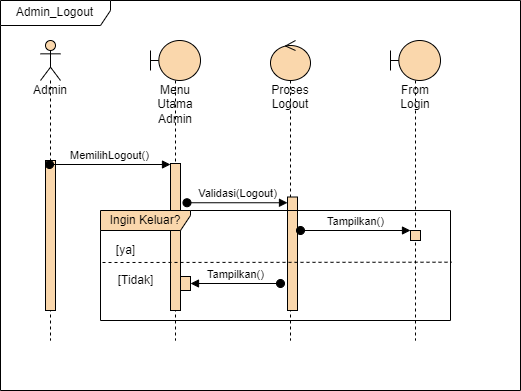 Admin_Logout
Admin
Menu
Utama
Admin
Proses
Logout
From
Login
MemilihLogout()
Validasi(Logout)
Ingin Keluar?
Tampilkan()
[ya]
Tampilkan()
[Tidak]